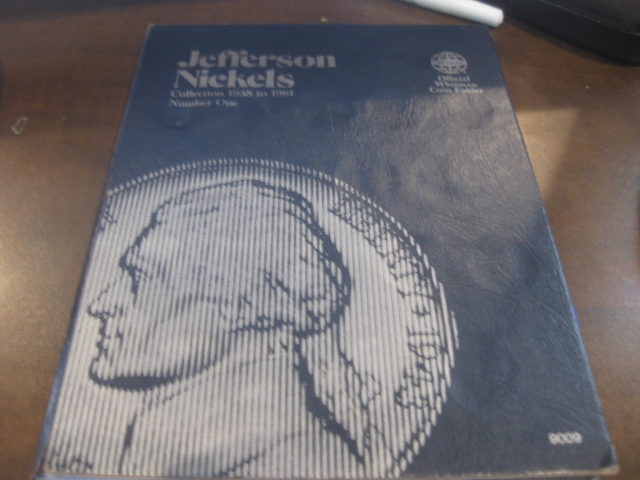 Jefferson
Nickels
Collection 1938 to 1961
Number One
Official
Whitman
Coin Folder
9009